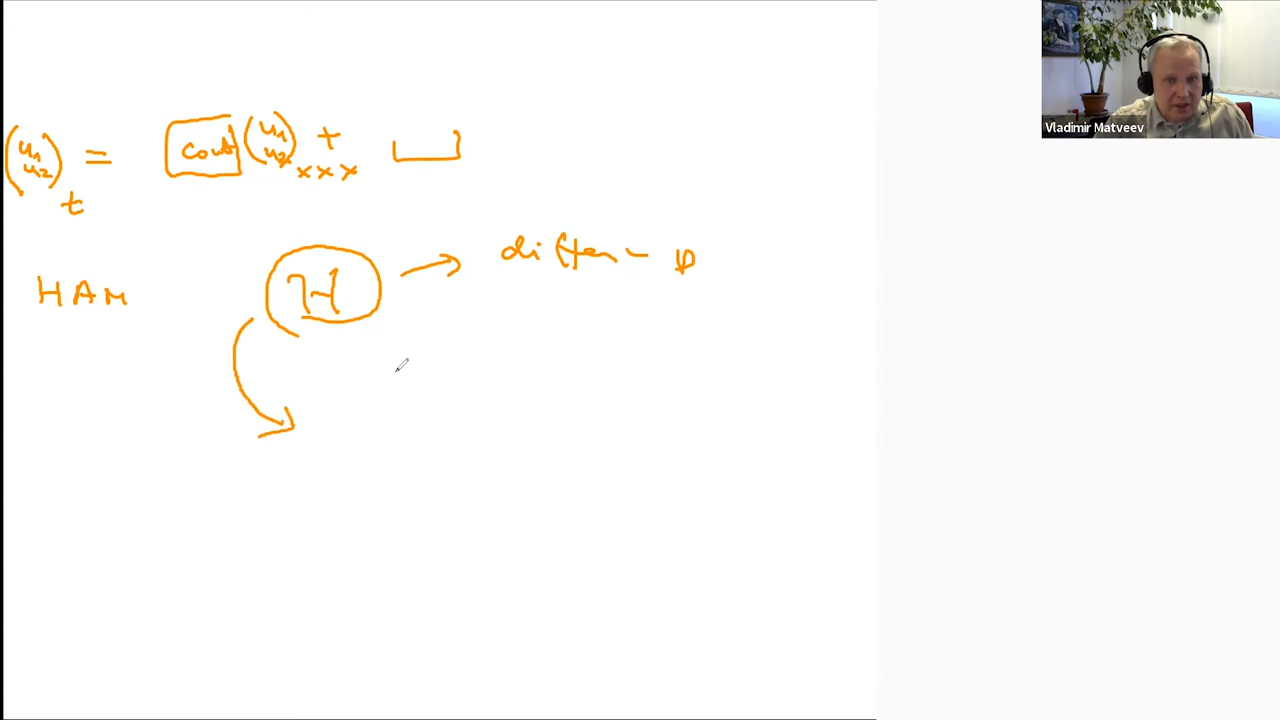 (u1 u2)t = const (u1 u2)xxx + [ ]
HAM H → differ -
Vladimir Matveev